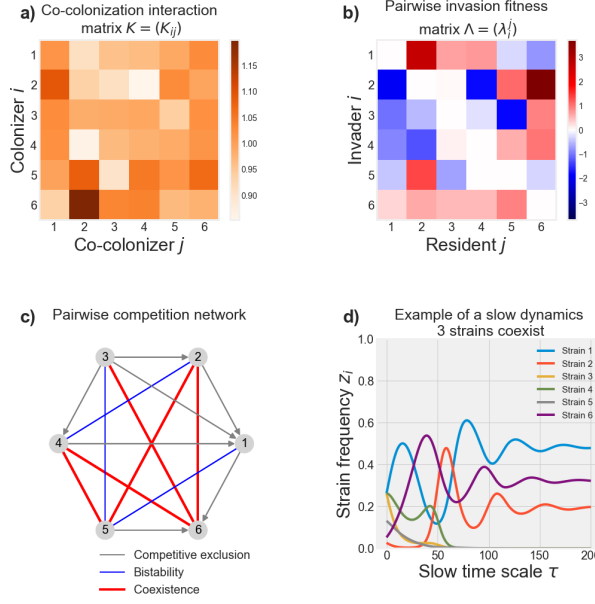 a)
Co-colonization interaction
matrix K = (K_ij)
Colonizer i
1
2
3
4
5
6
1 2 3 4 5 6
Co-colonizer j
1.15
1.10
1.05
1.00
0.95
0.90
b)
Pairwise invasion fitness
matrix Λ = (λ_i^j)
Invader i
1
2
3
4
5
6
1 2 3 4 5 6
Resident j
3
2
1
0
−1
−2
−3
c) Pairwise competition network
3 2
4 1
5 6
Competitive exclusion
Bistability
Coexistence
d)
Example of a slow dynamics
3 strains coexist
Strain frequency z_i
1.0
0.8
0.6
0.4
0.2
0.0
0 50 100 150 200
Slow time scale τ
Strain 1
Strain 2
Strain 3
Strain 4
Strain 5
Strain 6